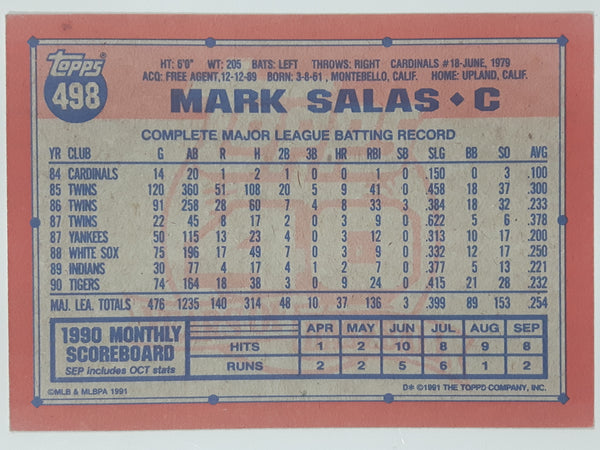 Topps
498
HT: 6'0" WT: 205 BATS: LEFT THROWS: RIGHT CARDINALS #18-JUNE, 1979
ACQ: FREE AGENT, 12-12-89 BORN: 3-8-61, MONTEBELLO, CALIF. HOME: UPLAND, CALIF.
MARK SALAS ◆ C
COMPLETE MAJOR LEAGUE BATTING RECORD
YR CLUB G AB R H 2B 3B HR RBI SB SLG BB SO AVG
84 CARDINALS 14 20 1 2 1 0 0 1 0 .150 0 3 .100
85 TWINS 120 360 51 108 20 5 9 41 0 .458 18 37 .300
86 TWINS 91 258 28 60 7 4 8 33 3 .384 18 32 .233
87 TWINS 22 45 8 17 2 0 3 9 0 .622 5 6 .378
87 YANKEES 50 115 13 23 4 0 3 12 0 .313 10 17 .200
88 WHITE SOX 75 196 17 49 7 0 3 9 0 .332 12 17 .250
89 INDIANS 30 77 4 17 4 1 2 7 0 .377 5 13 .221
90 TIGERS 74 164 18 38 3 0 9 24 0 .415 21 28 .232
MAJ. LEA. TOTALS 476 1235 140 314 48 10 37 136 3 .399 89 153 .254
1990 MONTHLY
SCOREBOARD
SEP includes OCT stats
APR MAY JUN JUL AUG SEP
HITS 1 2 10 8 9 8
RUNS 2 2 5 6 1 2
©MLB & MLBPA 1991
D* ©1991 THE TOPPS COMPANY, INC.